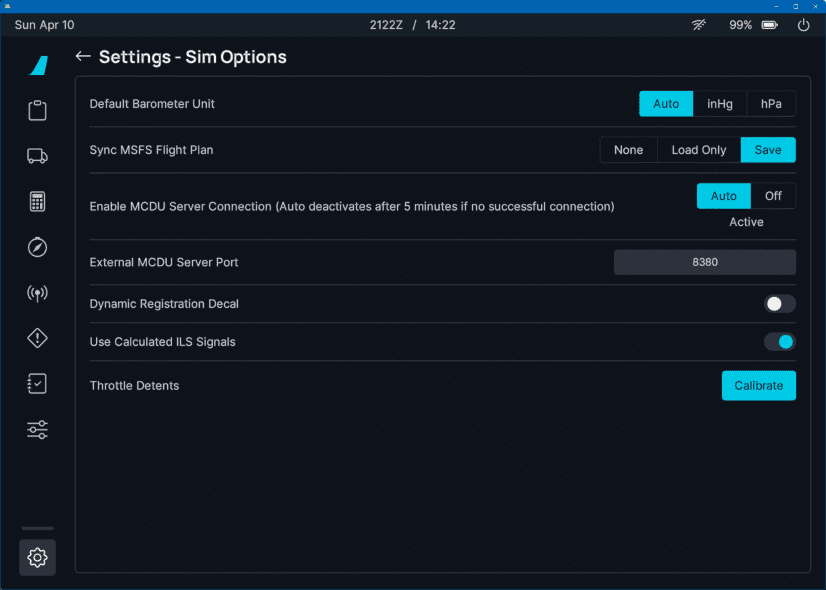 Sun Apr 10
2122Z / 14:22
99%
Settings - Sim Options
Default Barometer Unit
Auto inHg hPa
Sync MSFS Flight Plan
None Load Only Save
Enable MCDU Server Connection (Auto deactivates after 5 minutes if no successful connection)
Auto Off
Active
External MCDU Server Port
8380
Dynamic Registration Decal
Use Calculated ILS Signals
Throttle Detents
Calibrate